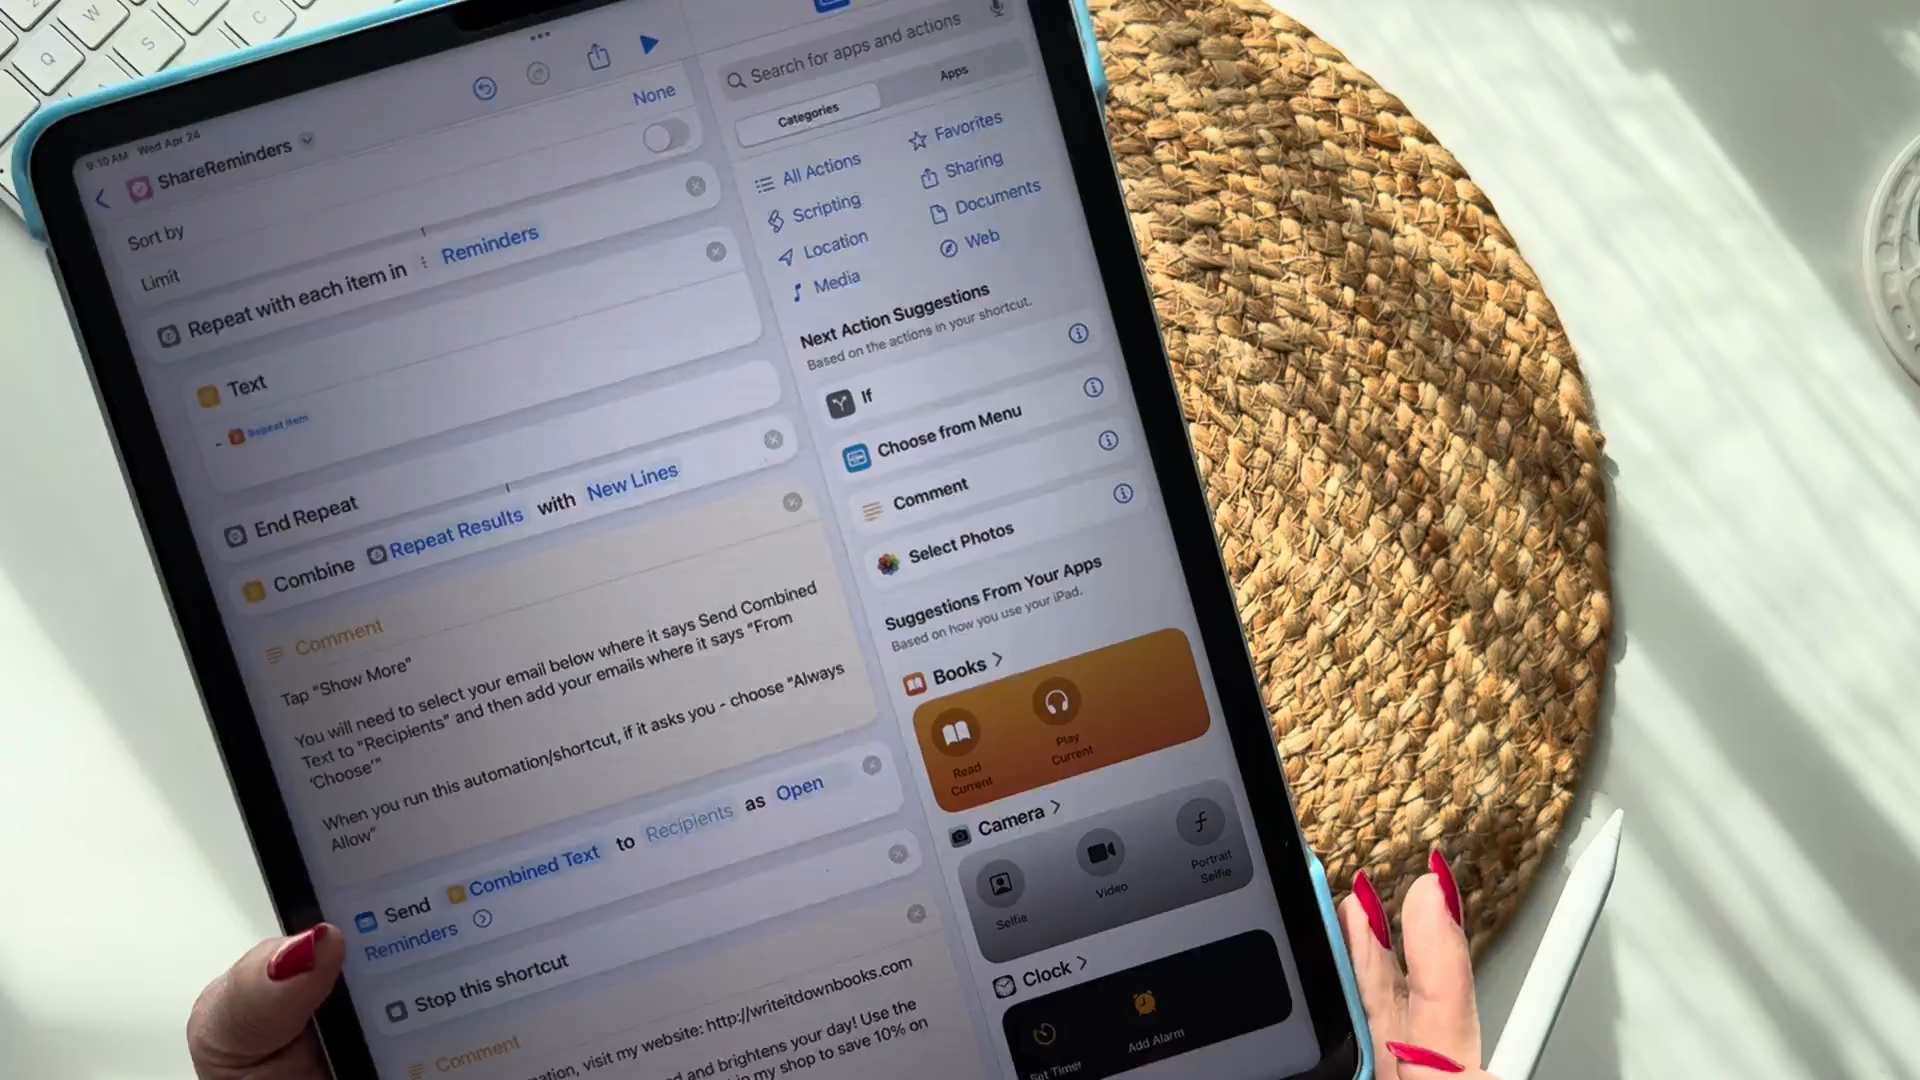 Q
W
S
C
9:10 AM Wed Apr 24
ShareReminders
None
Sort by
Limit
Repeat with each item in Reminders
Text
- Repeat Item
End Repeat
Combine Repeat Results with New Lines
Comment
Tap "Show More"
You will need to select your email below where it says Send Combined
Text to "Recipients" and then add your emails where it says "From
'Choose'"
When you run this automation/shortcut, if it asks you - choose "Always
Allow"
Send Combined Text to Recipients as Open
Reminders
Stop this shortcut
Comment
visit my website: http://writeitdownbooks.com
and brightens your day! Use the
in my shop to save 10% on
Search for apps and actions
Categories
Apps
All Actions
Favorites
Scripting
Sharing
Location
Documents
Media
Web
Next Action Suggestions
Based on the actions in your shortcut.
If
Choose from Menu
Comment
Select Photos
Suggestions From Your Apps
Based on how you use your iPad.
Books
Read
Current
Play
Current
Camera
Selfie
Video
Portrait
Selfie
Clock
Set Timer
Add Alarm